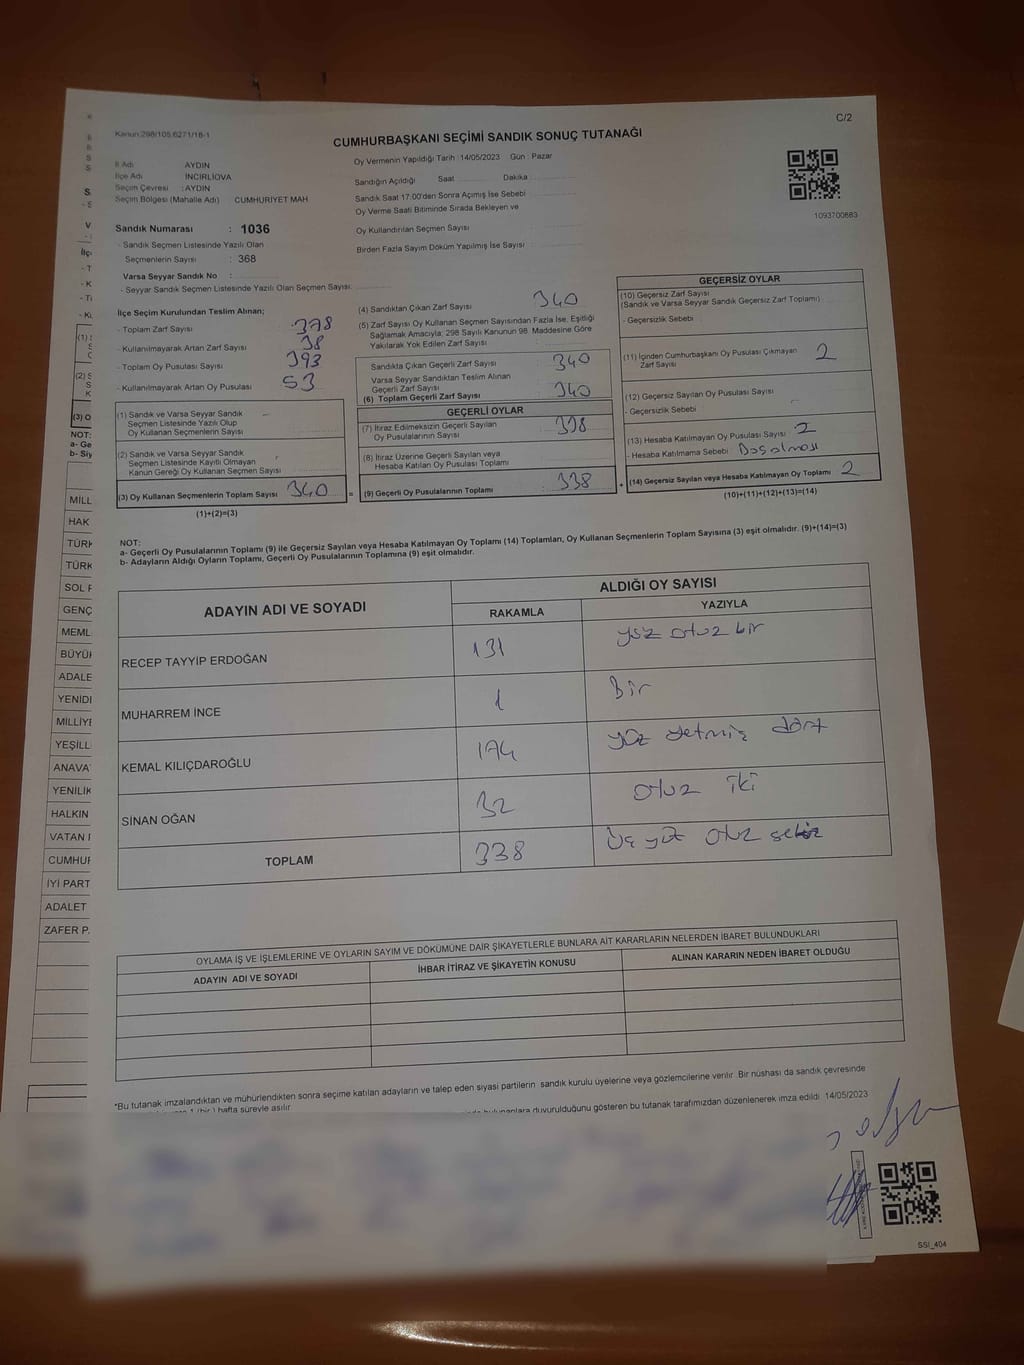 C/2
Kanun:298/105,6271/18-1
CUMHURBAŞKANI SEÇİMİ SANDIK SONUÇ TUTANAĞI
İl Adı AYDIN
İlçe Adı İNCİRLİOVA
Seçim Çevresi : AYDIN
Seçim Bölgesi (Mahalle Adı) CUMHURİYET MAH
Oy Vermenin Yapıldığı Tarih : 14/05/2023 Gün : Pazar
Sandığın Açıldığı Saat Dakika
Sandık Saat 17:00'den Sonra Açımış İse Sebebi
Oy Verme Saati Bitiminde Sırada Bekleyen ve
Oy Kullandırılan Seçmen Sayısı
Birden Fazla Sayım Döküm Yapılmış İse Sayısı
1093700883
Sandık Numarası : 1036
- Sandık Seçmen Listesinde Yazılı Olan
Seçmenlerin Sayısı : 368
Varsa Seyyar Sandık No :
- Seyyar Sandık Seçmen Listesinde Yazılı Olan Seçmen Sayısı:
İlçe Seçim Kurulundan Teslim Alınan;
- Toplam Zarf Sayısı 378
- Kullanılmayarak Artan Zarf Sayısı 38
- Toplam Oy Pusulası Sayısı 393
- Kullanılmayarak Artan Oy Pusulası 53
(1) Sandık ve Varsa Seyyar Sandık
Seçmen Listesinde Yazılı Olup
Oy Kullanan Seçmenlerin Sayısı
(2) Sandık ve Varsa Seyyar Sandık
Seçmen Listesinde Kayıtlı Olmayan
Kanun Gereği Oy Kullanan Seçmen Sayısı
(3) Oy Kullanan Seçmenlerin Toplam Sayısı 340 =
(1)+(2)=(3)
(4) Sandıktan Çıkan Zarf Sayısı 340
(5) Zarf Sayısı Oy Kullanan Seçmen Sayısından Fazla İse, Eşitliği
Sağlamak Amacıyla; 298 Sayılı Kanunun 98. Maddesine Göre
Yakılarak Yok Edilen Zarf Sayısı
Sandıkta Çıkan Geçerli Zarf Sayısı 340
Varsa Seyyar Sandıktan Teslim Alınan
Geçerli Zarf Sayısı
(6) Toplam Geçerli Zarf Sayısı 340
GEÇERLİ OYLAR
(7) İtiraz Edilmeksizin Geçerli Sayılan
Oy Pusulalarının Sayısı 338
(8) İtiraz Üzerine Geçerli Sayılan veya
Hesaba Katılan Oy Pusulası Toplamı
(9) Geçerli Oy Pusulalarının Toplamı 338 +
GEÇERSİZ OYLAR
(10) Geçersiz Zarf Sayısı
(Sandık ve Varsa Seyyar Sandık Geçersiz Zarf Toplamı)
- Geçersizlik Sebebi
(11) İçinden Cumhurbaşkanı Oy Pusulası Çıkmayan
Zarf Sayısı 2
(12) Geçersiz Sayılan Oy Pusulası Sayısı
- Geçersizlik Sebebi
(13) Hesaba Katılmayan Oy Pusulası Sayısı 2
- Hesaba Katılmama Sebebi Boş olması
(14) Geçersiz Sayılan veya Hesaba Katılmayan Oy Toplamı 2
(10)+(11)+(12)+(13)=(14)
NOT:
a- Geçerli Oy Pusulalarının Toplamı (9) ile Geçersiz Sayılan veya Hesaba Katılmayan Oy Toplamı (14) Toplamları, Oy Kullanan Seçmenlerin Toplam Sayısına (3) eşit olmalıdır. (9)+(14)=(3)
b- Adayların Aldığı Oyların Toplamı, Geçerli Oy Pusulalarının Toplamına (9) eşit olmalıdır.
ADAYIN ADI VE SOYADI
ALDIĞI OY SAYISI
RAKAMLA YAZIYLA
RECEP TAYYİP ERDOĞAN 131 yüz otuz bir
MUHARREM İNCE 1 Bir
KEMAL KILIÇDAROĞLU 174 yüz yetmiş dört
SİNAN OĞAN 32 otuz iki
TOPLAM 338 Üç yüz otuz sekiz
OYLAMA İŞ VE İŞLEMLERİNE VE OYLARIN SAYIM VE DÖKÜMÜNE DAİR ŞİKAYETLERLE BUNLARA AİT KARARLARIN NELERDEN İBARET BULUNDUKLARI
ADAYIN ADI VE SOYADI İHBAR İTİRAZ VE ŞİKAYETİN KONUSU ALINAN KARARIN NEDEN İBARET OLDUĞU
*Bu tutanak imzalandıktan ve mühürlendikten sonra seçime katılan adayların ve talep eden siyasi partilerin sandık kurulu üyelerine veya gözlemcilerine verilir. Bir nüshası da sandık çevresinde
1 (bir) hafta süreyle asılır.
duyurulduğunu gösteren bu tutanak tarafımızdan düzenlenerek imza edildi. 14/05/2023
SSI_404
MİLL
HAK
TÜRK
TÜRK
SOL P
GENÇ
MEML
BÜYÜK
ADALE
YENİDE
MİLLİYE
YEŞİLL
ANAVA
YENİLİK
HALKIN
VATAN
CUMHUR
İYİ PART
ADALET
ZAFER P.